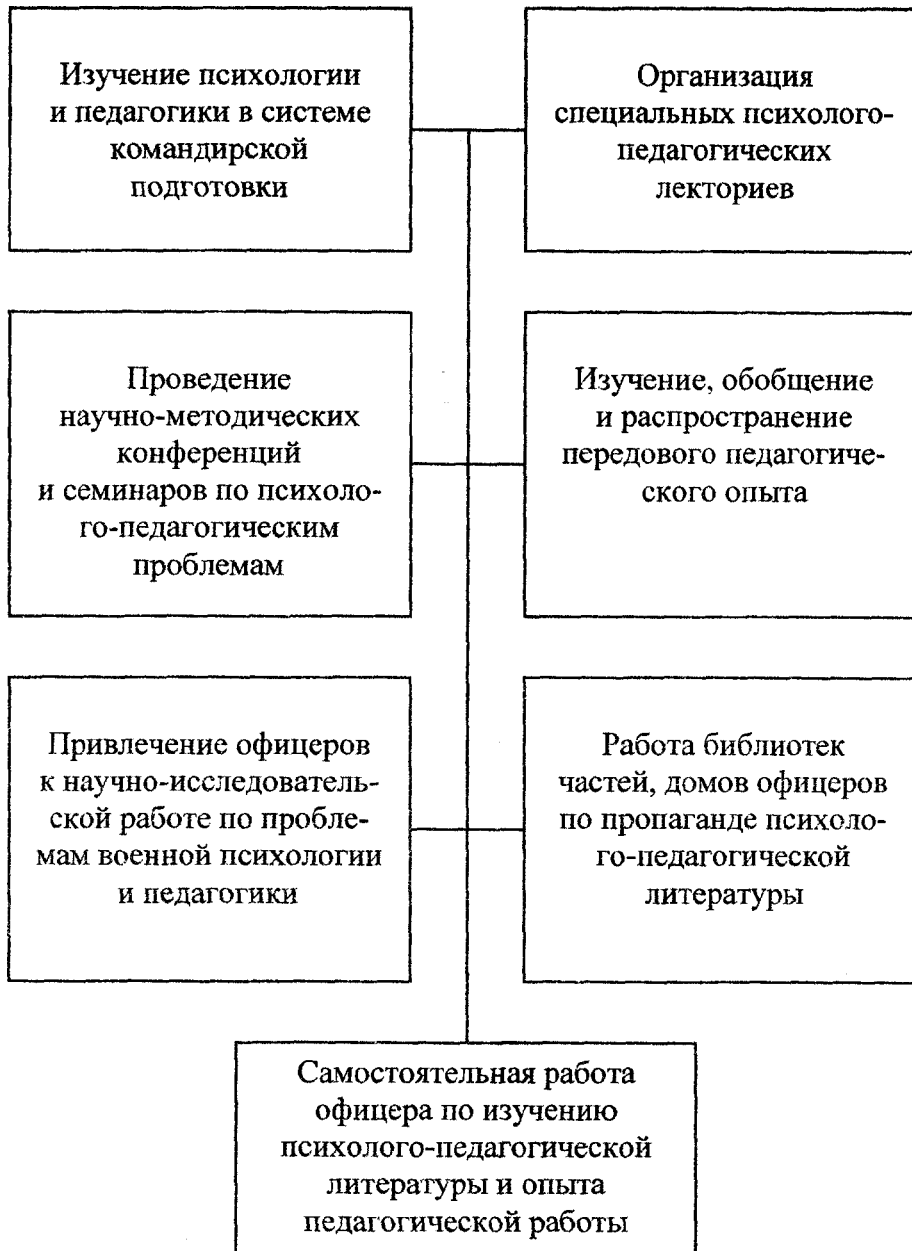 Изучение психологии
и педагогики в системе
командирской
подготовки
Организация
специальных психолого-
педагогических
лекториев
Проведение
научно-методических
конференций
и семинаров по психоло-
го-педагогическим
проблемам
Изучение, обобщение
и распространение
передового педагогиче-
ского опыта
Привлечение офицеров
к научно-исследователь-
ской работе по пробле-
мам военной психологии
и педагогики
Работа библиотек
частей, домов офицеров
по пропаганде психоло-
го-педагогической
литературы
Самостоятельная работа
офицера по изучению
психолого-педагогической
литературы и опыта
педагогической работы